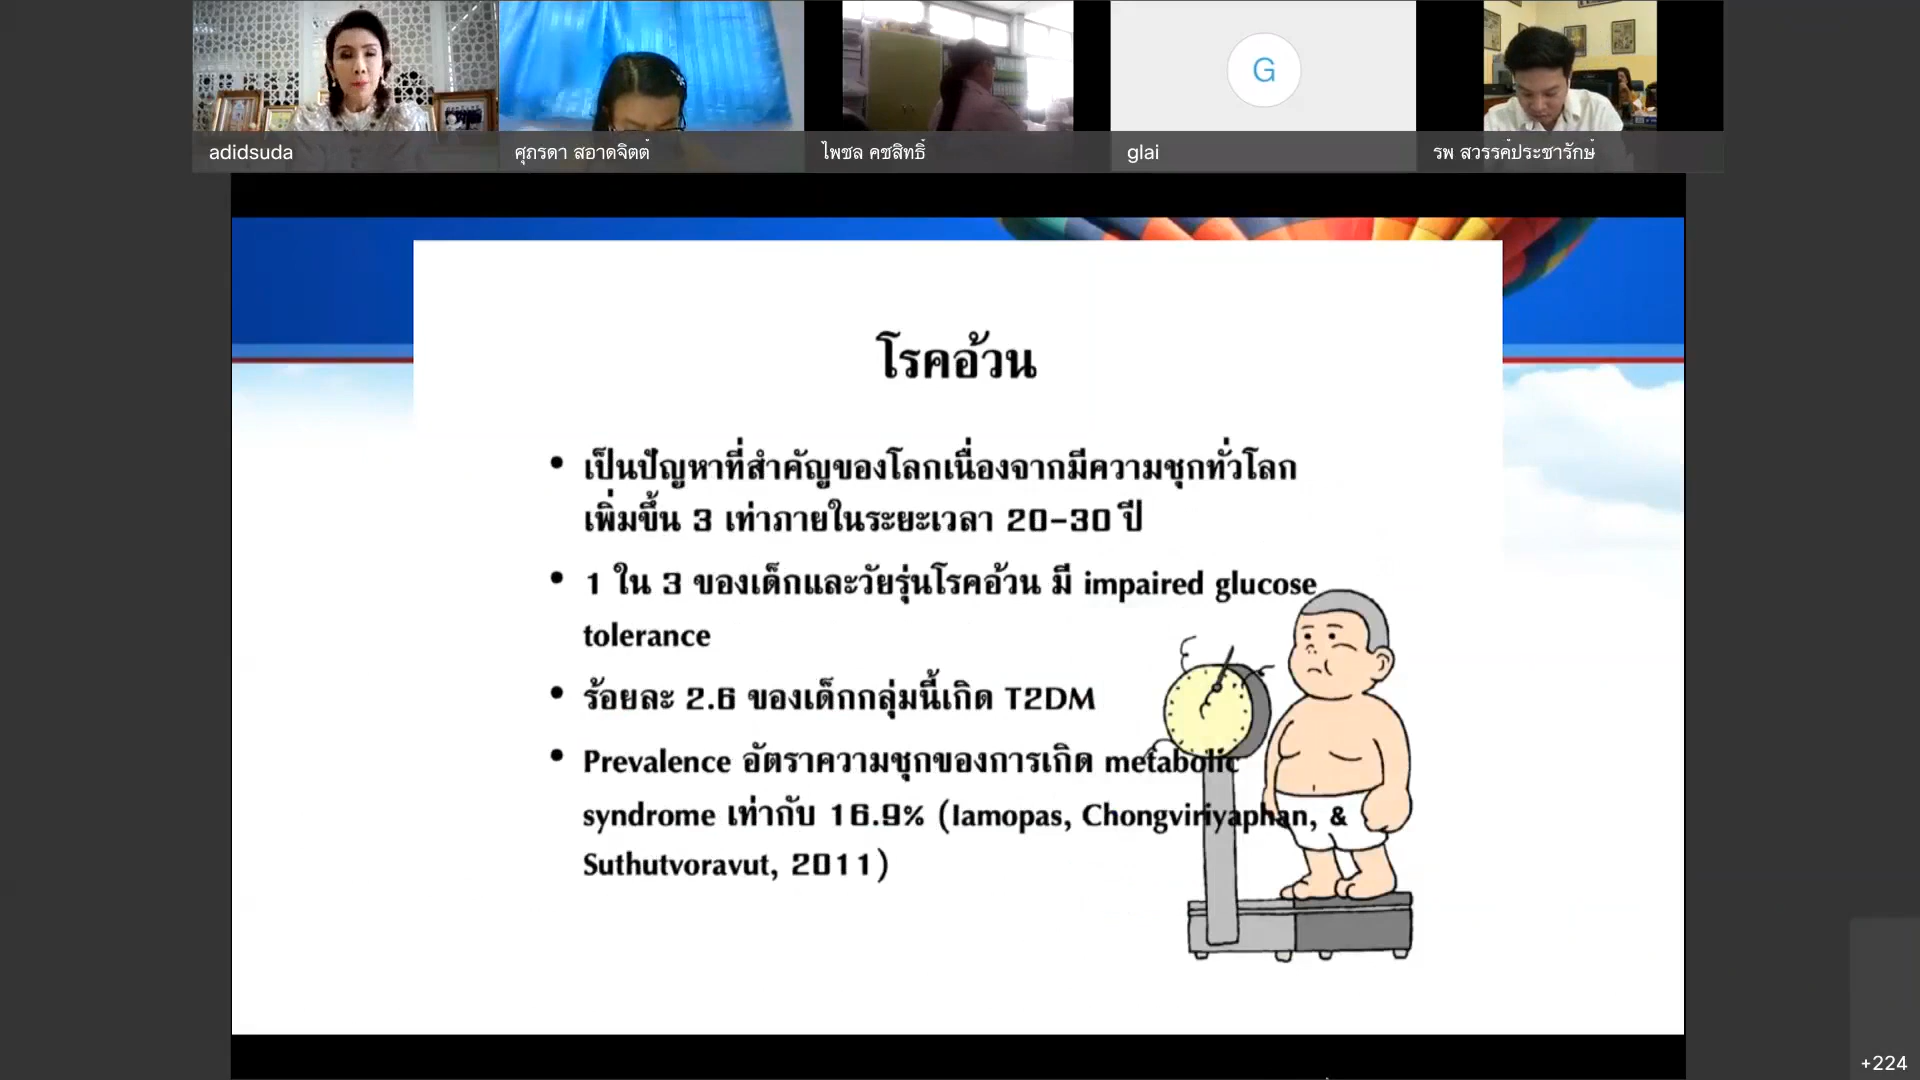 adidsuda
ศุภรดา สอาดจิตต์
ไพชล คชสิทธิ์
G
glai
รพ สวรรค์ประชารักษ์
โรคอ้วน
• เป็นปัญหาที่สำคัญของโลกเนื่องจากมีความชุกทั่วโลก
เพิ่มขึ้น 3 เท่าภายในระยะเวลา 20-30 ปี
• 1 ใน 3 ของเด็กและวัยรุ่นโรคอ้วน มี impaired glucose
tolerance
• ร้อยละ 2.6 ของเด็กกลุ่มนี้เกิด T2DM
• Prevalence อัตราความชุกของการเกิด metabolic
syndrome เท่ากับ 16.9% (Iamopas, Chongviriyaphan, &
Suthutvoravut, 2011)
+224